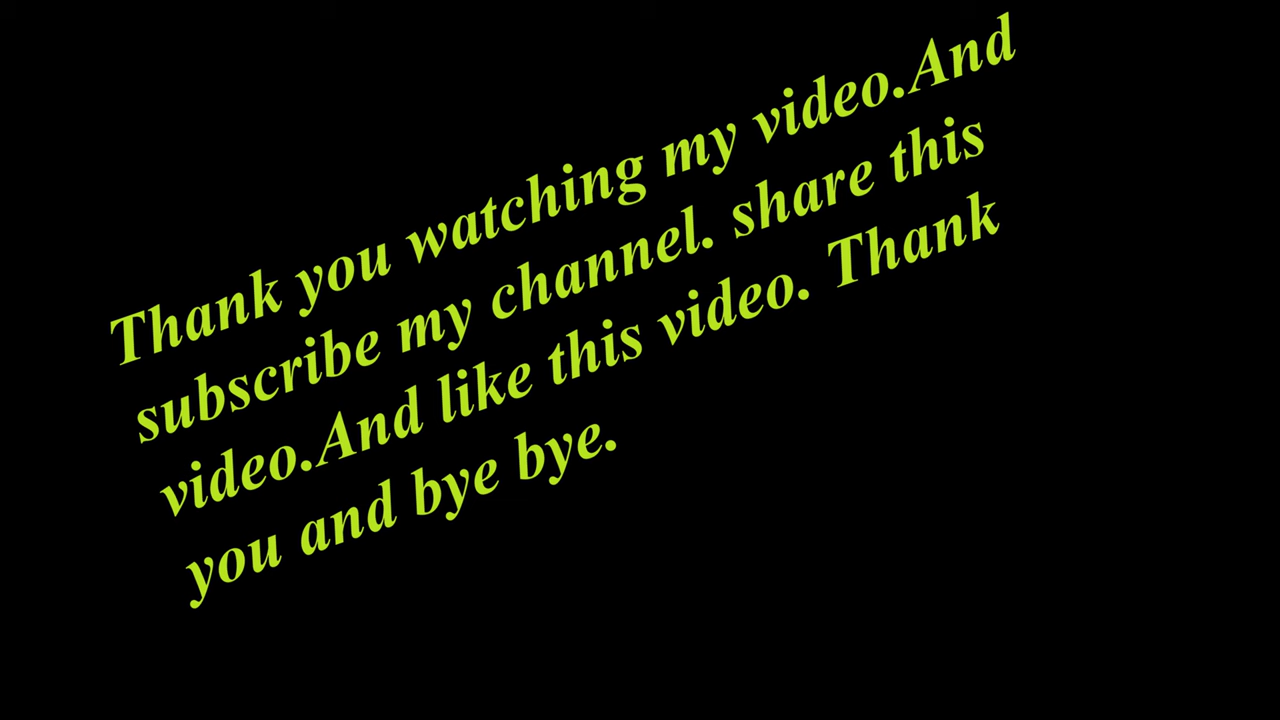 Thank you watching my video.And
subscribe my channel. share this
video.And like this video. Thank
you and bye bye.